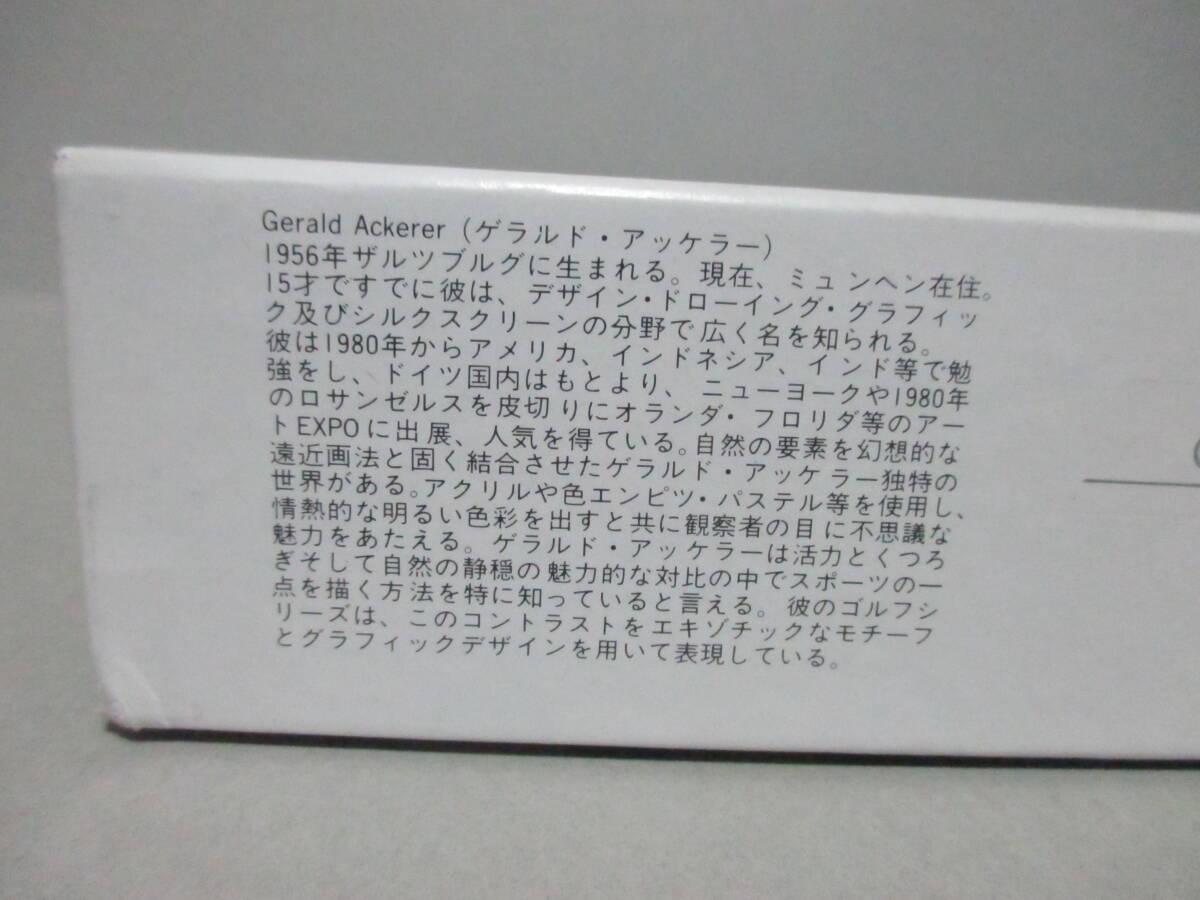 Gerald Ackerer (ゲラルド・アッケラー)
1956年ザルツブルグに生まれる。現在、ミュンヘン在住。
15才ですでに彼は、デザイン・ドローイング・グラフィッ
ク及びシルクスクリーンの分野で広く名を知られる。
彼は1980年からアメリカ、インドネシア、インド等で勉
強をし、ドイツ国内はもとより、ニューヨークや1980年
のロサンゼルスを皮切りにオランダ・フロリダ等のアー
トEXPOに出展、人気を得ている。自然の要素を幻想的な
遠近画法と固く結合させたゲラルド・アッケラー独特の
世界がある。アクリルや色エンピツ・パステル等を使用し、
情熱的な明るい色彩を出すと共に観察者の目に不思議な
魅力をあたえる。ゲラルド・アッケラーは活力とくつろ
ぎそして自然の静穏の魅力的な対比の中でスポーツの一
点を描く方法を特に知っていると言える。彼のゴルフシ
リーズは、このコントラストをエキゾチックなモチーフ
とグラフィックデザインを用いて表現している。